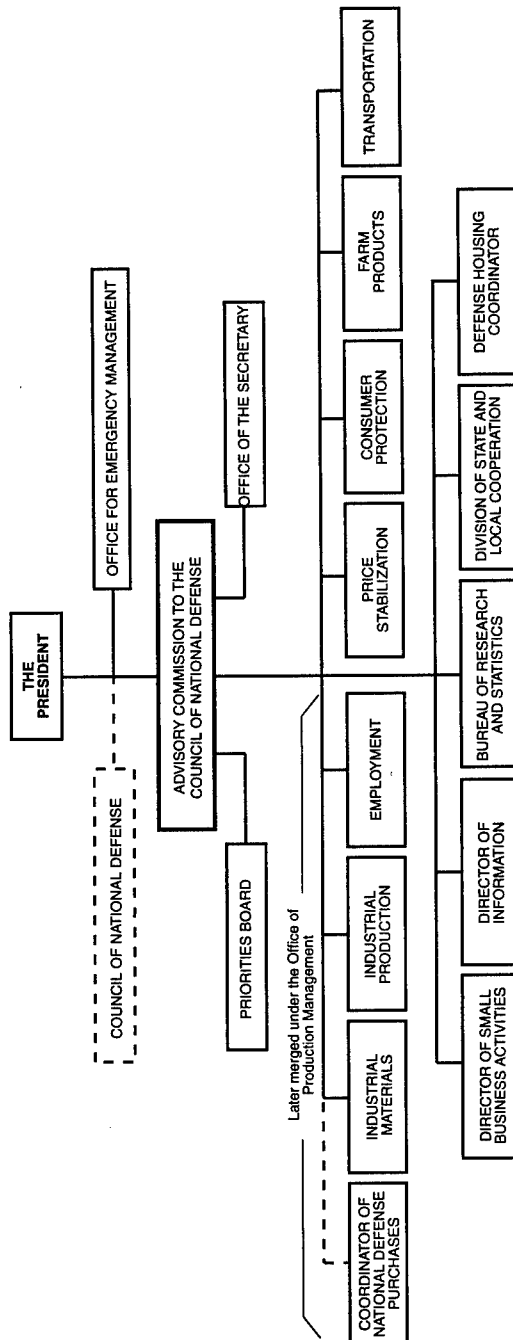 THE
PRESIDENT
COUNCIL OF NATIONAL DEFENSE
OFFICE FOR EMERGENCY MANAGEMENT
ADVISORY COMMISSION TO THE
COUNCIL OF NATIONAL DEFENSE
PRIORITIES BOARD
OFFICE OF THE SECRETARY
Later merged under the Office of
Production Management
COORDINATOR OF
NATIONAL DEFENSE
PURCHASES
INDUSTRIAL
MATERIALS
INDUSTRIAL
PRODUCTION
EMPLOYMENT
PRICE
STABILIZATION
CONSUMER
PROTECTION
FARM
PRODUCTS
TRANSPORTATION
DIRECTOR OF SMALL
BUSINESS ACTIVITIES
DIRECTOR OF
INFORMATION
BUREAU OF RESEARCH
AND STATISTICS
DIVISION OF STATE AND
LOCAL COOPERATION
DEFENSE HOUSING
COORDINATOR